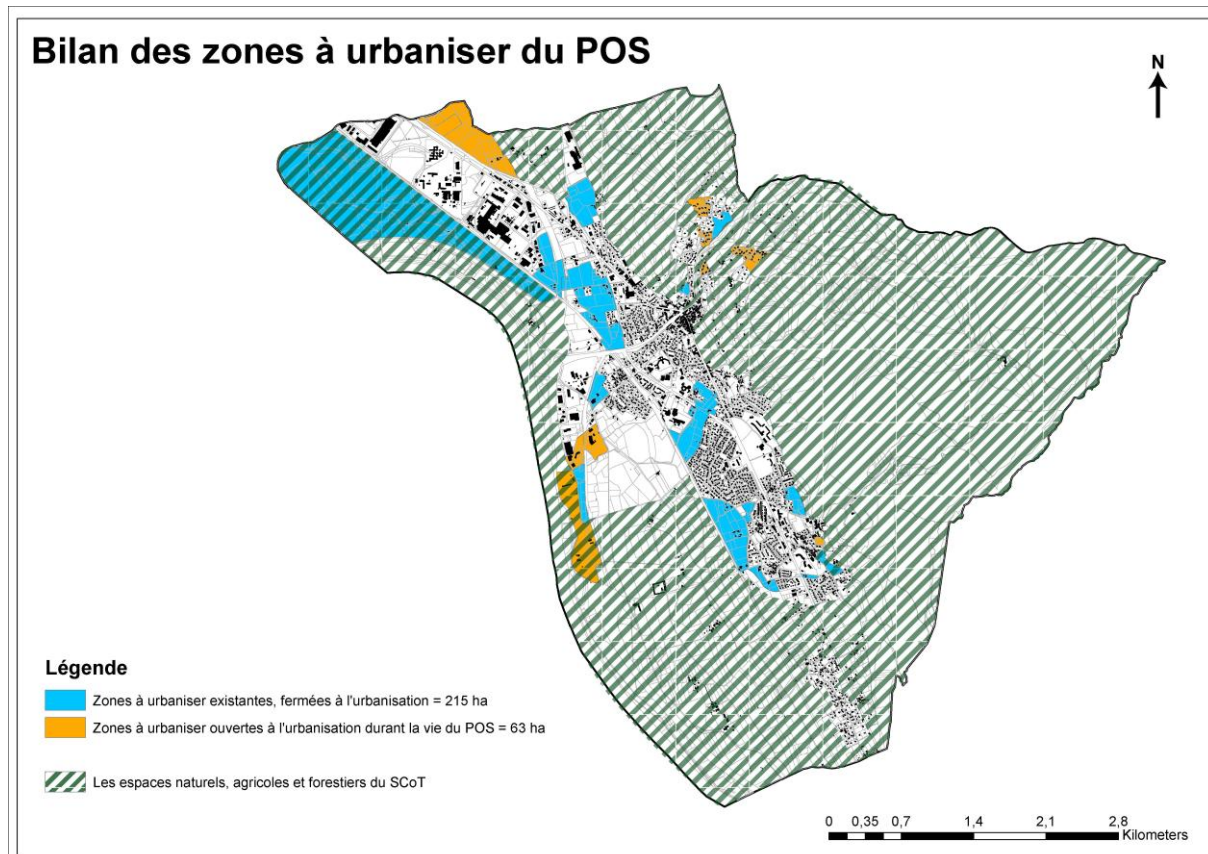 Bilan des zones à urbaniser du POS
N
Légende
Zones à urbaniser existantes, fermées à l'urbanisation = 215 ha
Zones à urbaniser ouvertes à l'urbanisation durant la vie du POS = 63 ha
Les espaces naturels, agricoles et forestiers du SCoT
0 0,35 0,7 1,4 2,1 2,8
Kilometers